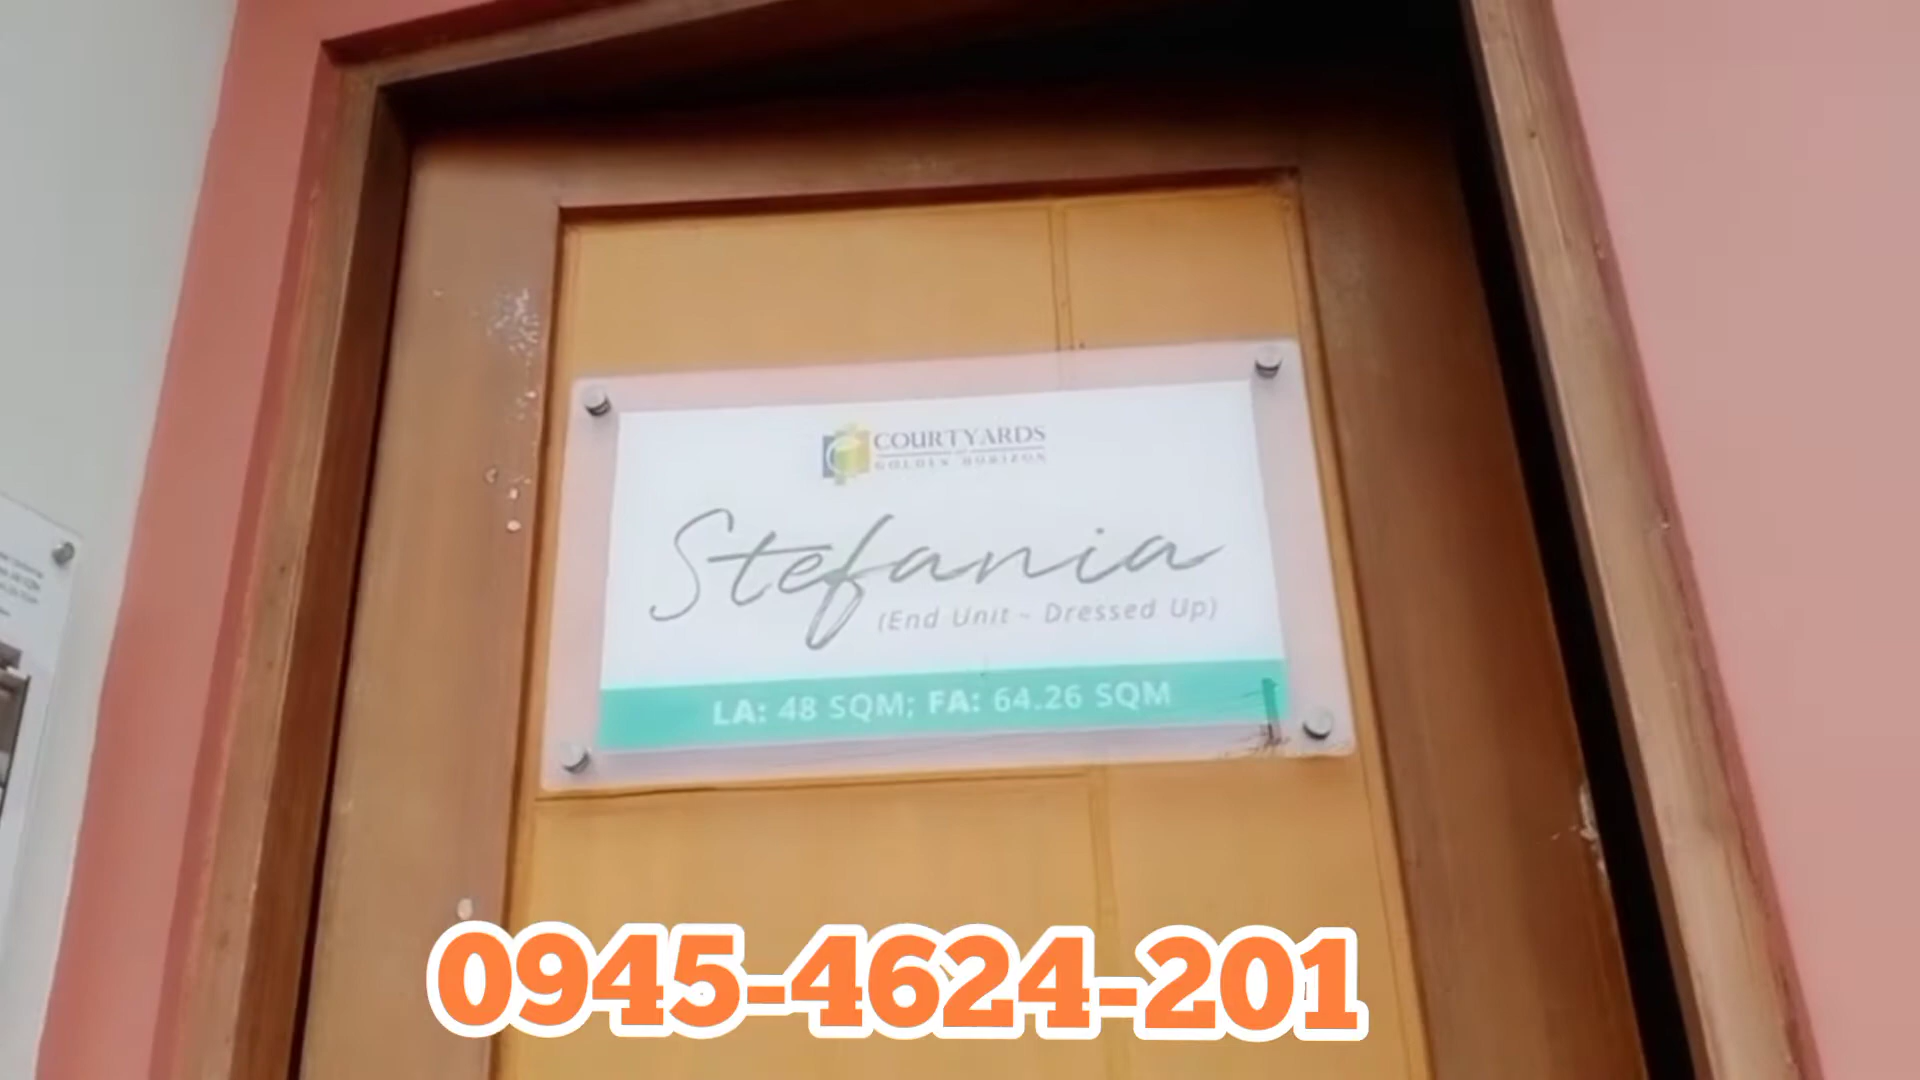 COURTYARDS
GOLDEN HORIZON
Stefania
(End Unit - Dressed Up)
LA: 48 SQM; FA: 64.26 SQM
0945-4624-201